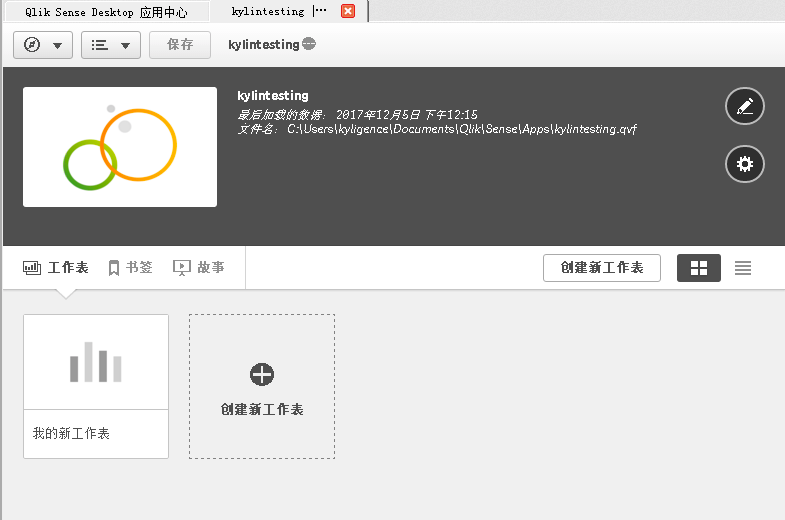 Qlik Sense Desktop 应用中心
kylintesting |···
保存
kylintesting
kylintesting
最后加载的数据: 2017年12月5日 下午12:15
文件名: C:\Users\kyligence\Documents\Qlik\Sense\Apps\kylintesting.qvf
工作表
书签
故事
创建新工作表
创建新工作表
我的新工作表